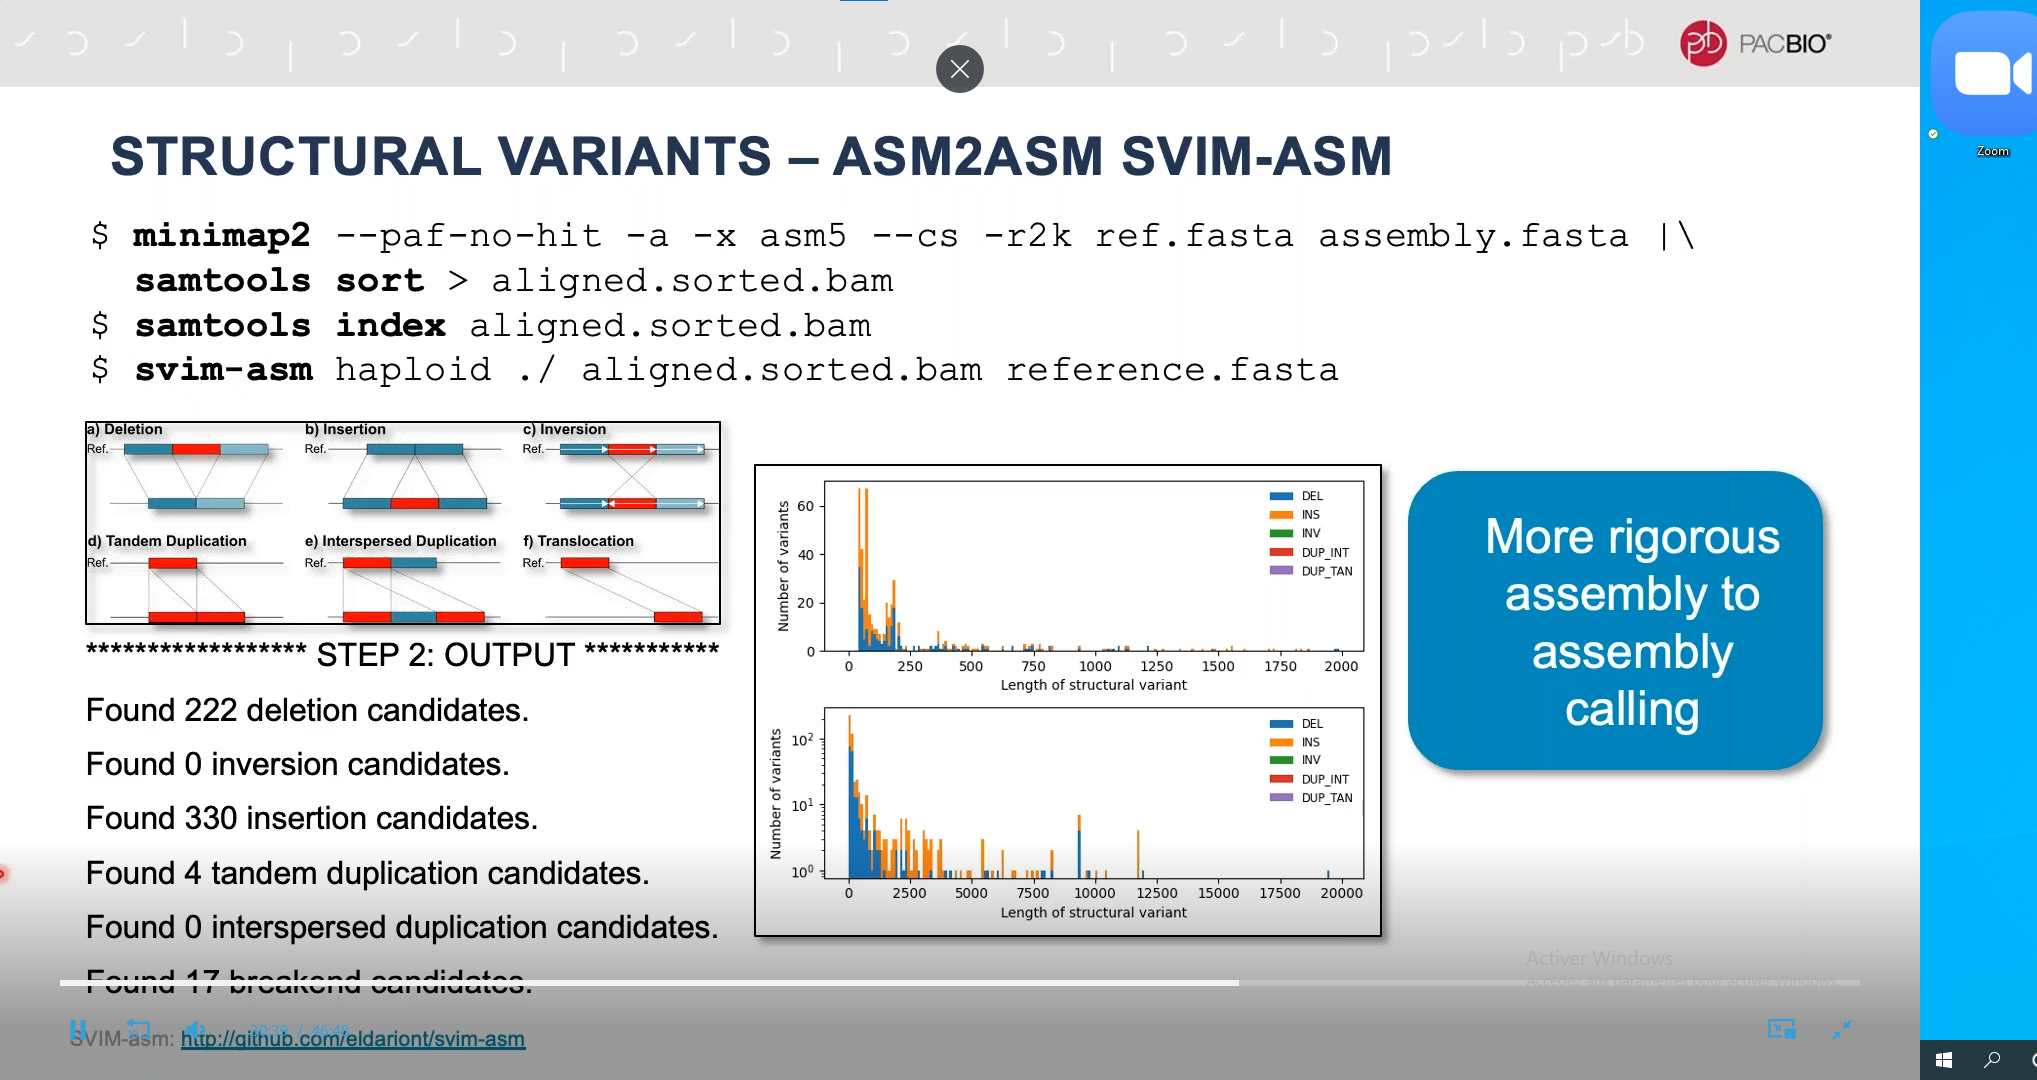 PACBIO®
STRUCTURAL VARIANTS – ASM2ASM SVIM-ASM
$ minimap2 --paf-no-hit -a -x asm5 --cs -r2k ref.fasta assembly.fasta |\
samtools sort > aligned.sorted.bam
$ samtools index aligned.sorted.bam
$ svim-asm haploid ./ aligned.sorted.bam reference.fasta
a) Deletion
b) Insertion
c) Inversion
Ref.
Ref.
Ref.
d) Tandem Duplication
e) Interspersed Duplication
f) Translocation
Ref.
Ref.
Ref.
****************** STEP 2: OUTPUT ***********
Found 222 deletion candidates.
Found 0 inversion candidates.
Found 330 insertion candidates.
Found 4 tandem duplication candidates.
Found 0 interspersed duplication candidates.
Found 17 breakend candidates.
SVIM-asm: http://github.com/eldariont/svim-asm
30:39 / 46:48
Number of variants
60
40
20
0
DEL
INS
INV
DUP_INT
DUP_TAN
0 250 500 750 1000 1250 1500 1750 2000
Length of structural variant
Number of variants
10²
10¹
10⁰
DEL
INS
INV
DUP_INT
DUP_TAN
0 2500 5000 7500 10000 12500 15000 17500 20000
Length of structural variant
More rigorous
assembly to
assembly
calling
Activer Windows
Accédez aux paramètres pour activer Windows.
Zoom